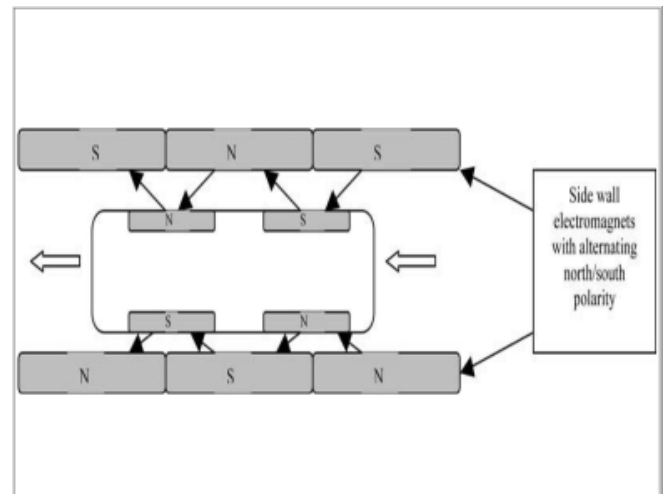 S N S
N S
Side wall
electromagnets
with alternating
north/south
polarity
S N
N S N